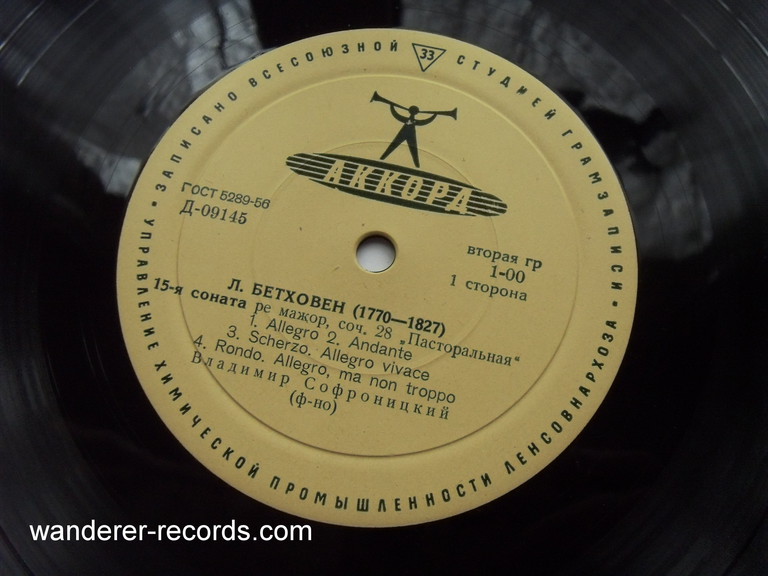 • ЗАПИСАНО ВСЕСОЮЗНОЙ 33 СТУДИЕЙ ГРАМЗАПИСИ •
АККОРД
ГОСТ 5289-56
Д-09145
вторая гр
1-00
1 сторона
Л. БЕТХОВЕН (1770—1827)
15-я соната ре мажор, соч. 28 „Пасторальная“
1. Allegro 2. Andante
3. Scherzo. Allegro vivace
4. Rondo. Allegro, ma non troppo
Владимир Софроницкий
(ф-но)
УПРАВЛЕНИЕ ХИМИЧЕСКОЙ ПРОМЫШЛЕННОСТИ ЛЕНСОВНАРХОЗА
wanderer-records.com